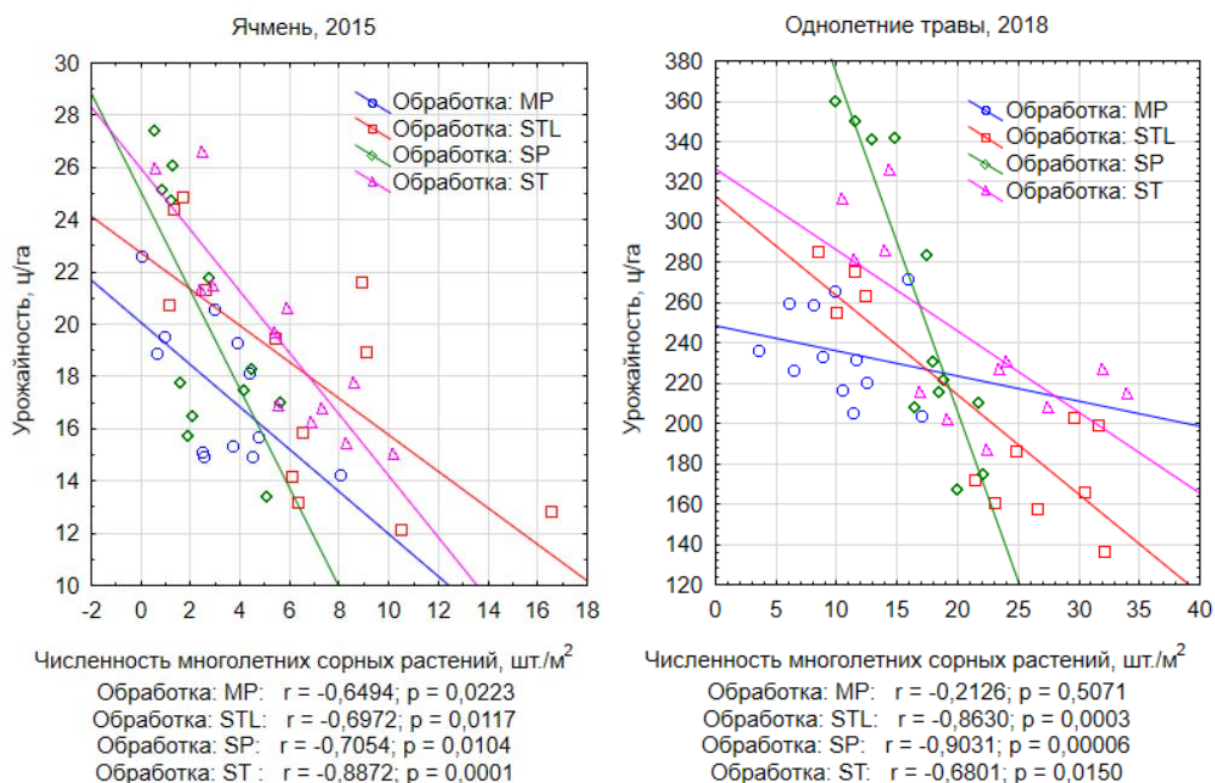 Ячмень, 2015
30
28
26
24
22
20
18
16
14
12
10
Урожайность, ц/га
Обработка: MP
Обработка: STL
Обработка: SP
Обработка: ST
-2 0 2 4 6 8 10 12 14 16 18
Численность многолетних сорных растений, шт./м²
Обработка: MP: r = -0,6494; p = 0,0223
Обработка: STL: r = -0,6972; p = 0,0117
Обработка: SP: r = -0,7054; p = 0,0104
Обработка: ST : r = -0,8872; p = 0,0001
Однолетние травы, 2018
380
360
340
320
300
280
260
240
220
200
180
160
140
120
Урожайность, ц/га
Обработка: MP
Обработка: STL
Обработка: SP
Обработка: ST
0 5 10 15 20 25 30 35 40
Численность многолетних сорных растений, шт./м²
Обработка: MP: r = -0,2126; p = 0,5071
Обработка: STL: r = -0,8630; p = 0,0003
Обработка: SP: r = -0,9031; p = 0,00006
Обработка: ST: r = -0,6801; p = 0,0150